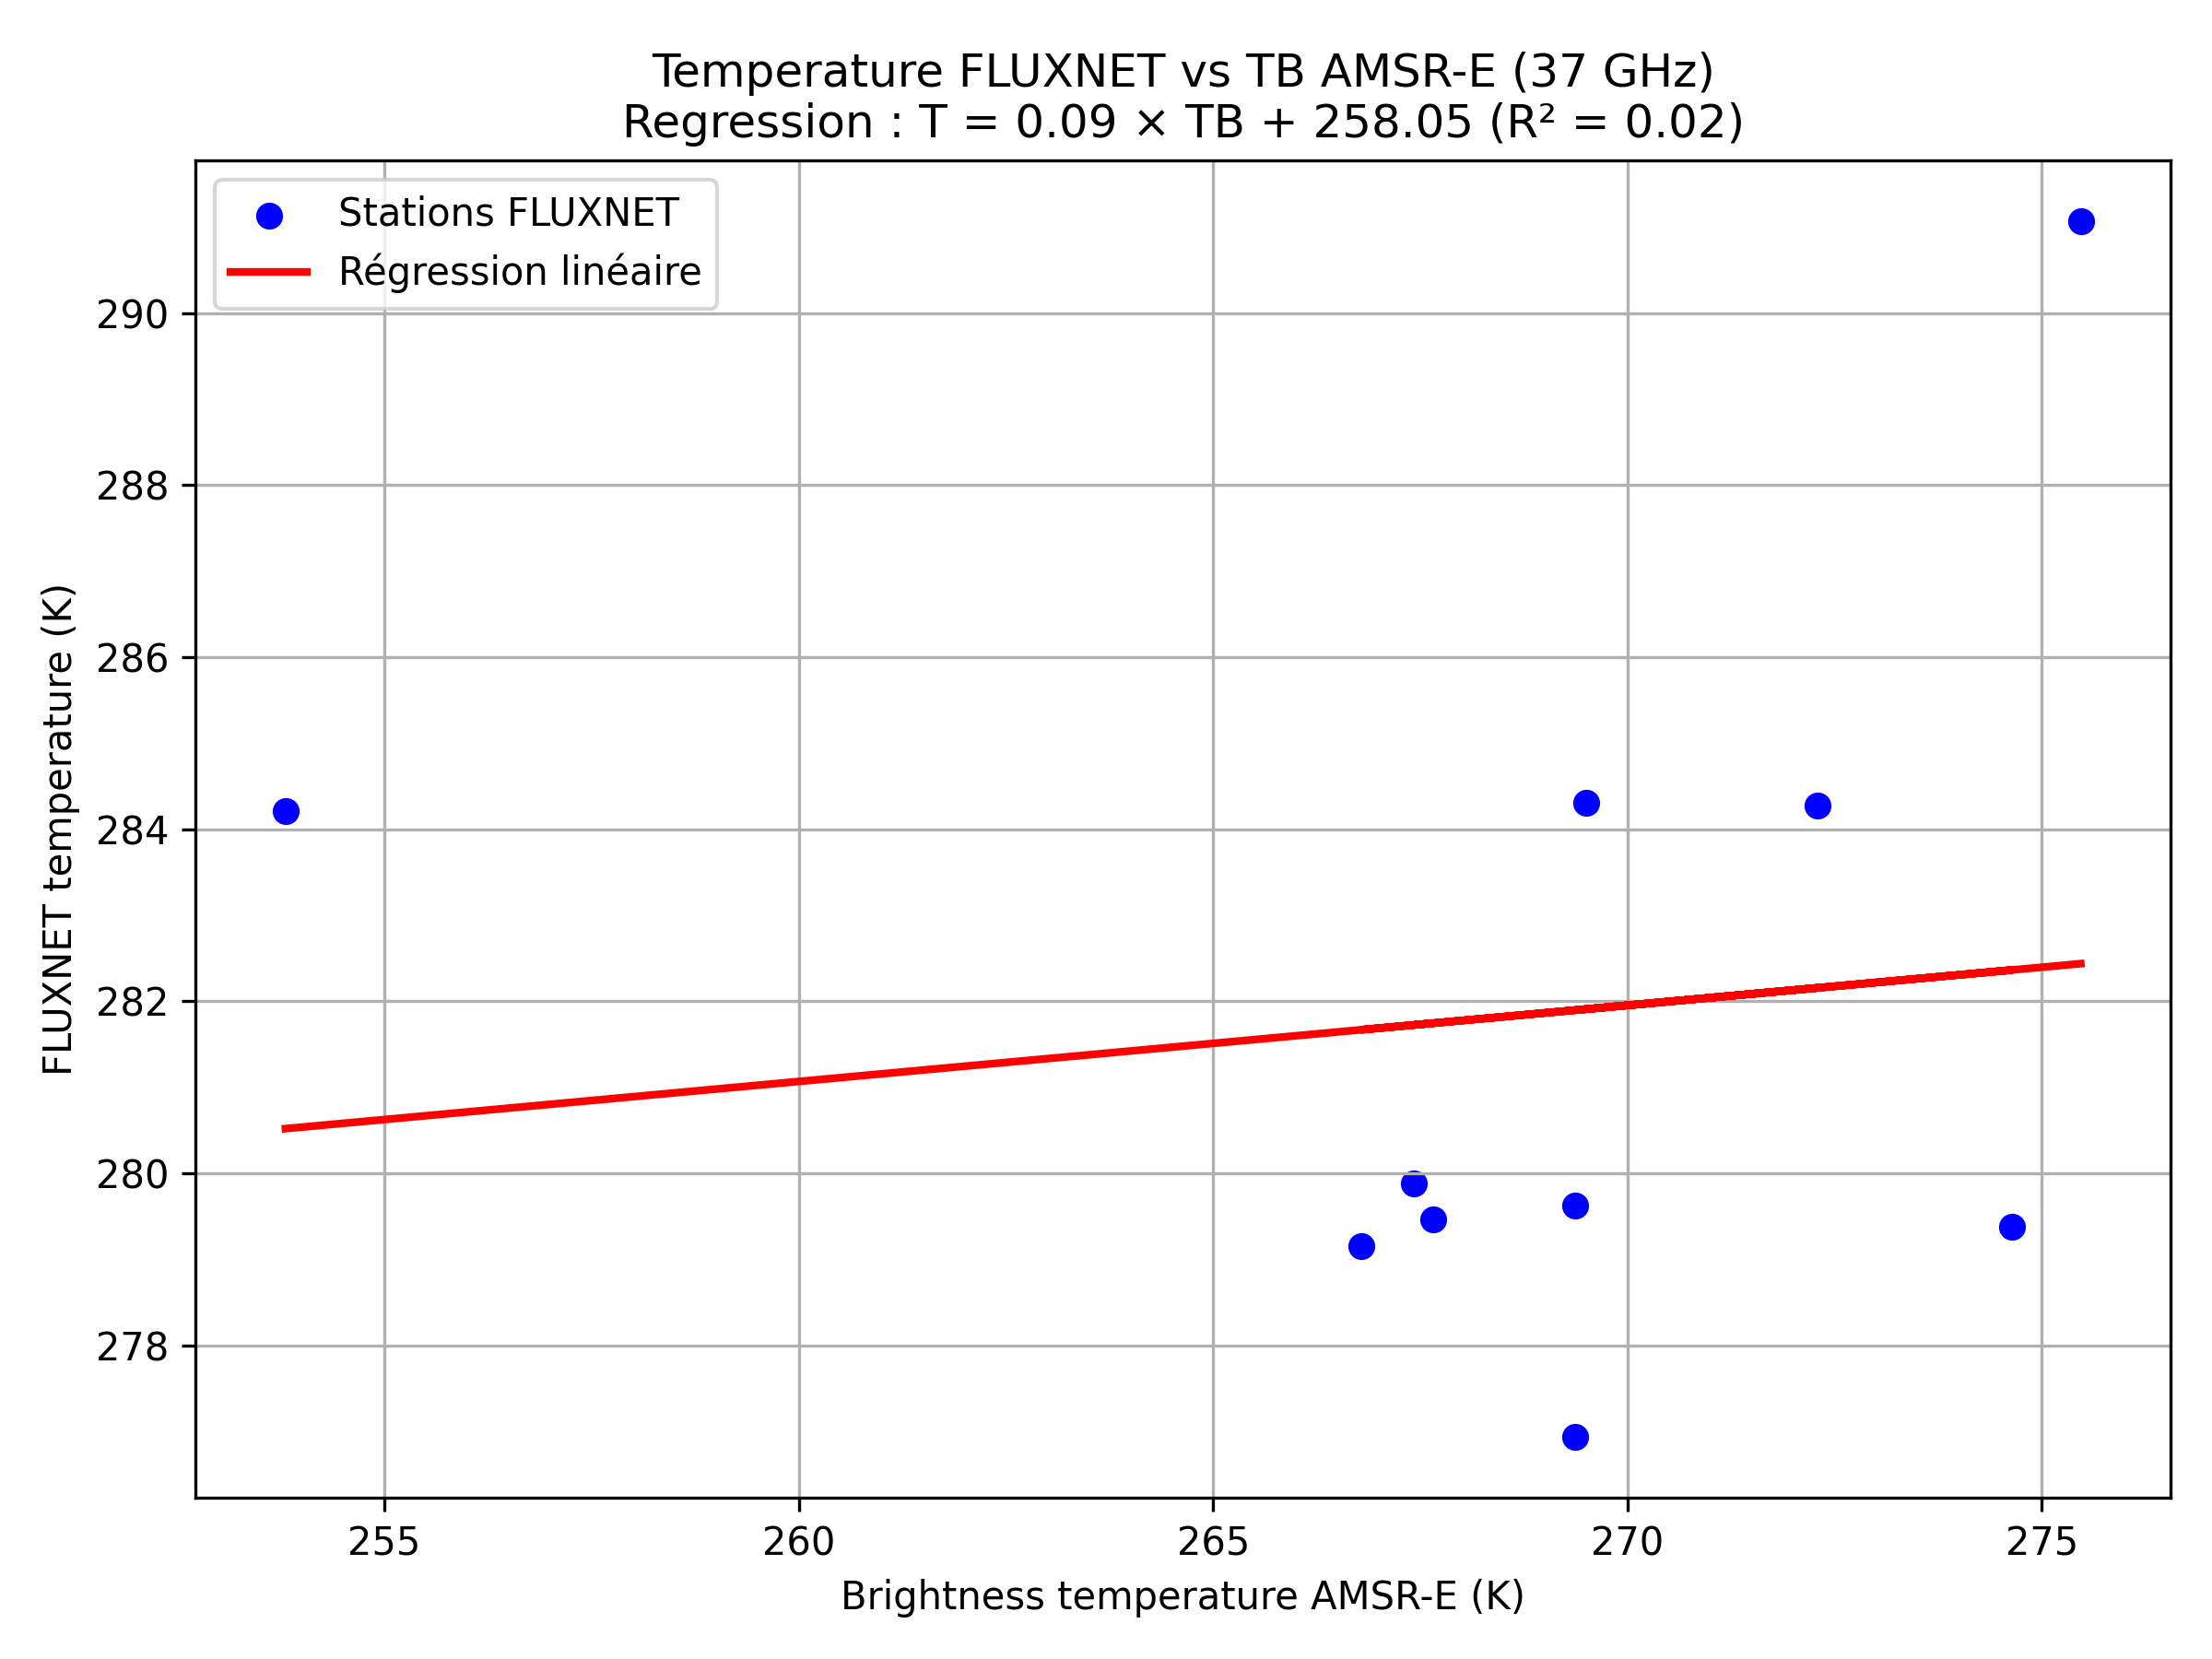 Temperature FLUXNET vs TB AMSR-E (37 GHz)
Regression : T = 0.09 × TB + 258.05 (R² = 0.02)
Stations FLUXNET
Régression linéaire
290
288
286
284
282
280
278
FLUXNET temperature (K)
255
260
265
270
275
Brightness temperature AMSR-E (K)